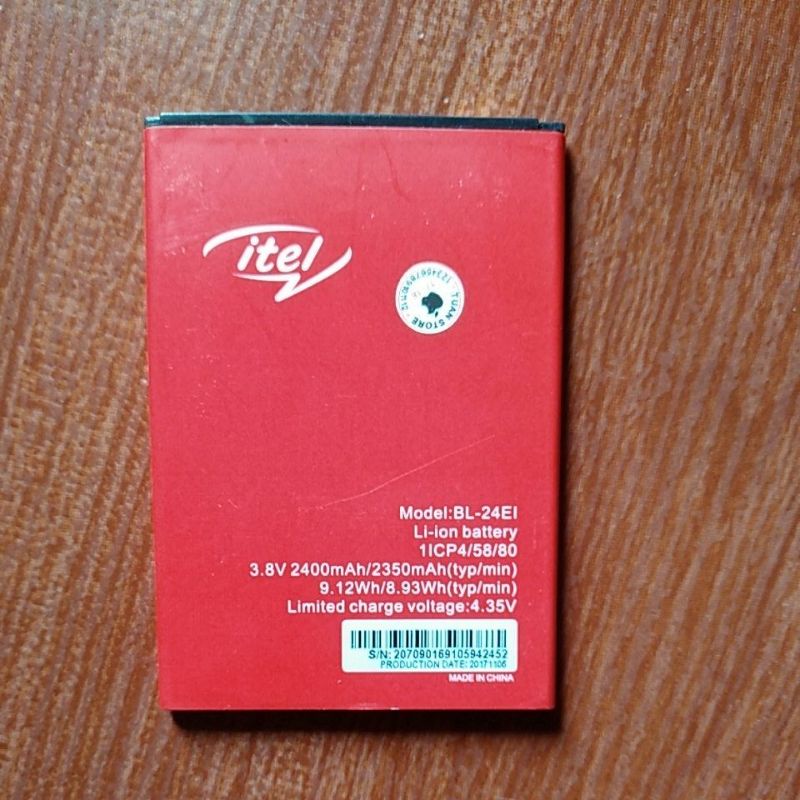 itel
TUAN STORE
Model:BL-24EI
Li-ion battery
1ICP4/58/80
3.8V 2400mAh/2350mAh(typ/min)
9.12Wh/8.93Wh(typ/min)
Limited charge voltage:4.35V
S/N: 207090169105942452
PRODUCTION DATE: 20171106
MADE IN CHINA